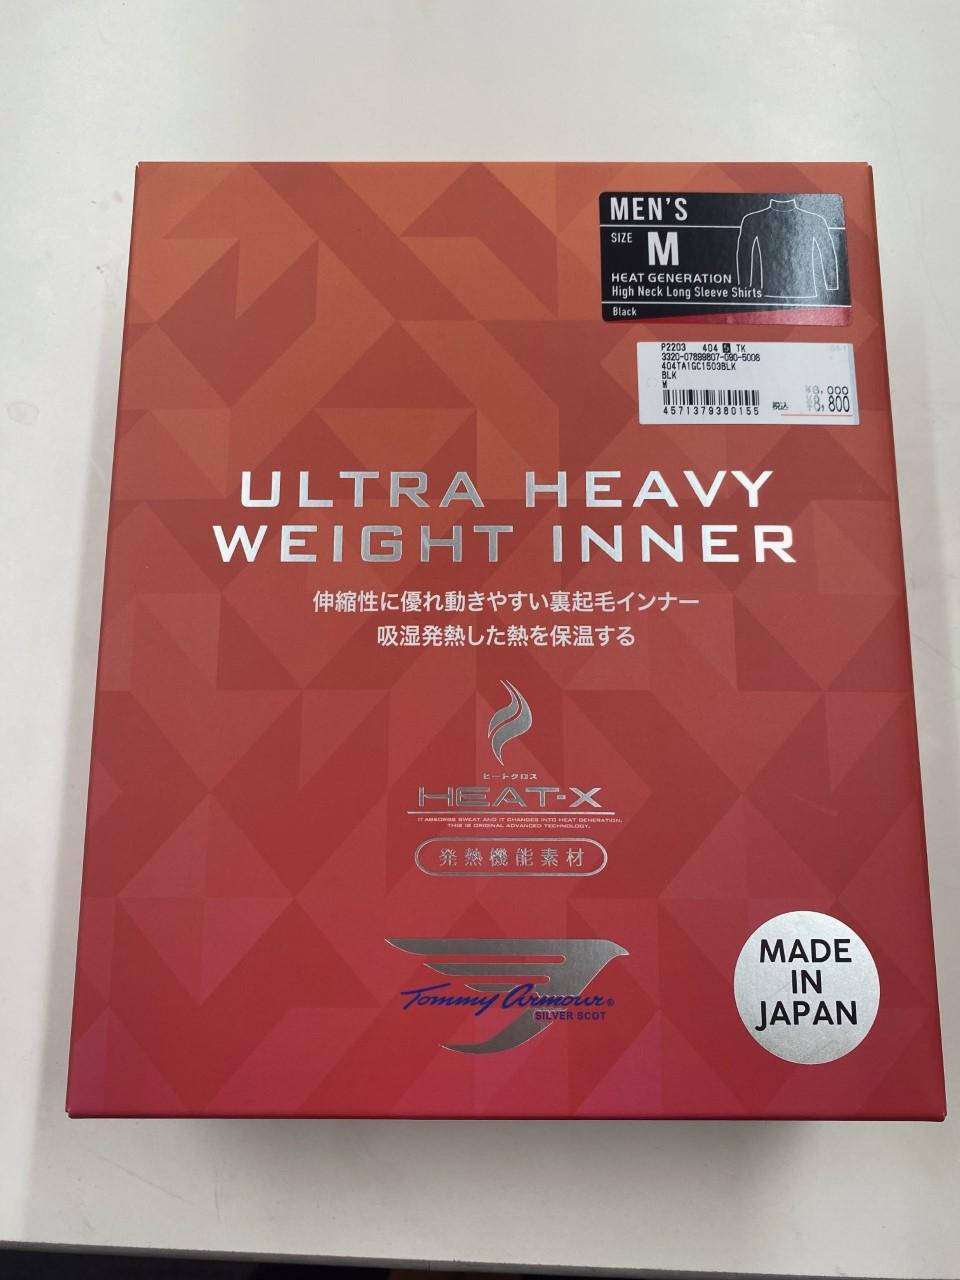 MEN'S
SIZE M
HEAT GENERATION
High Neck Long Sleeve Shirts
Black
P2203 404 TK
3320-07899807-090-5006
404TA1GC1503BLK
BLK
M
¥8,000
4571379380155 税込 ¥8,800
ULTRA HEAVY
WEIGHT INNER
伸縮性に優れ動きやすい裏起毛インナー
吸湿発熱した熱を保温する
ヒートクロス
HEAT-X
IT ABSORBS SWEAT AND IT CHANGES INTO HEAT GENERATION.
THIS IS ORIGINAL ADVANCED TECHNOLOGY.
発熱機能素材
Tommy Armour®
SILVER SCOT
MADE
IN
JAPAN